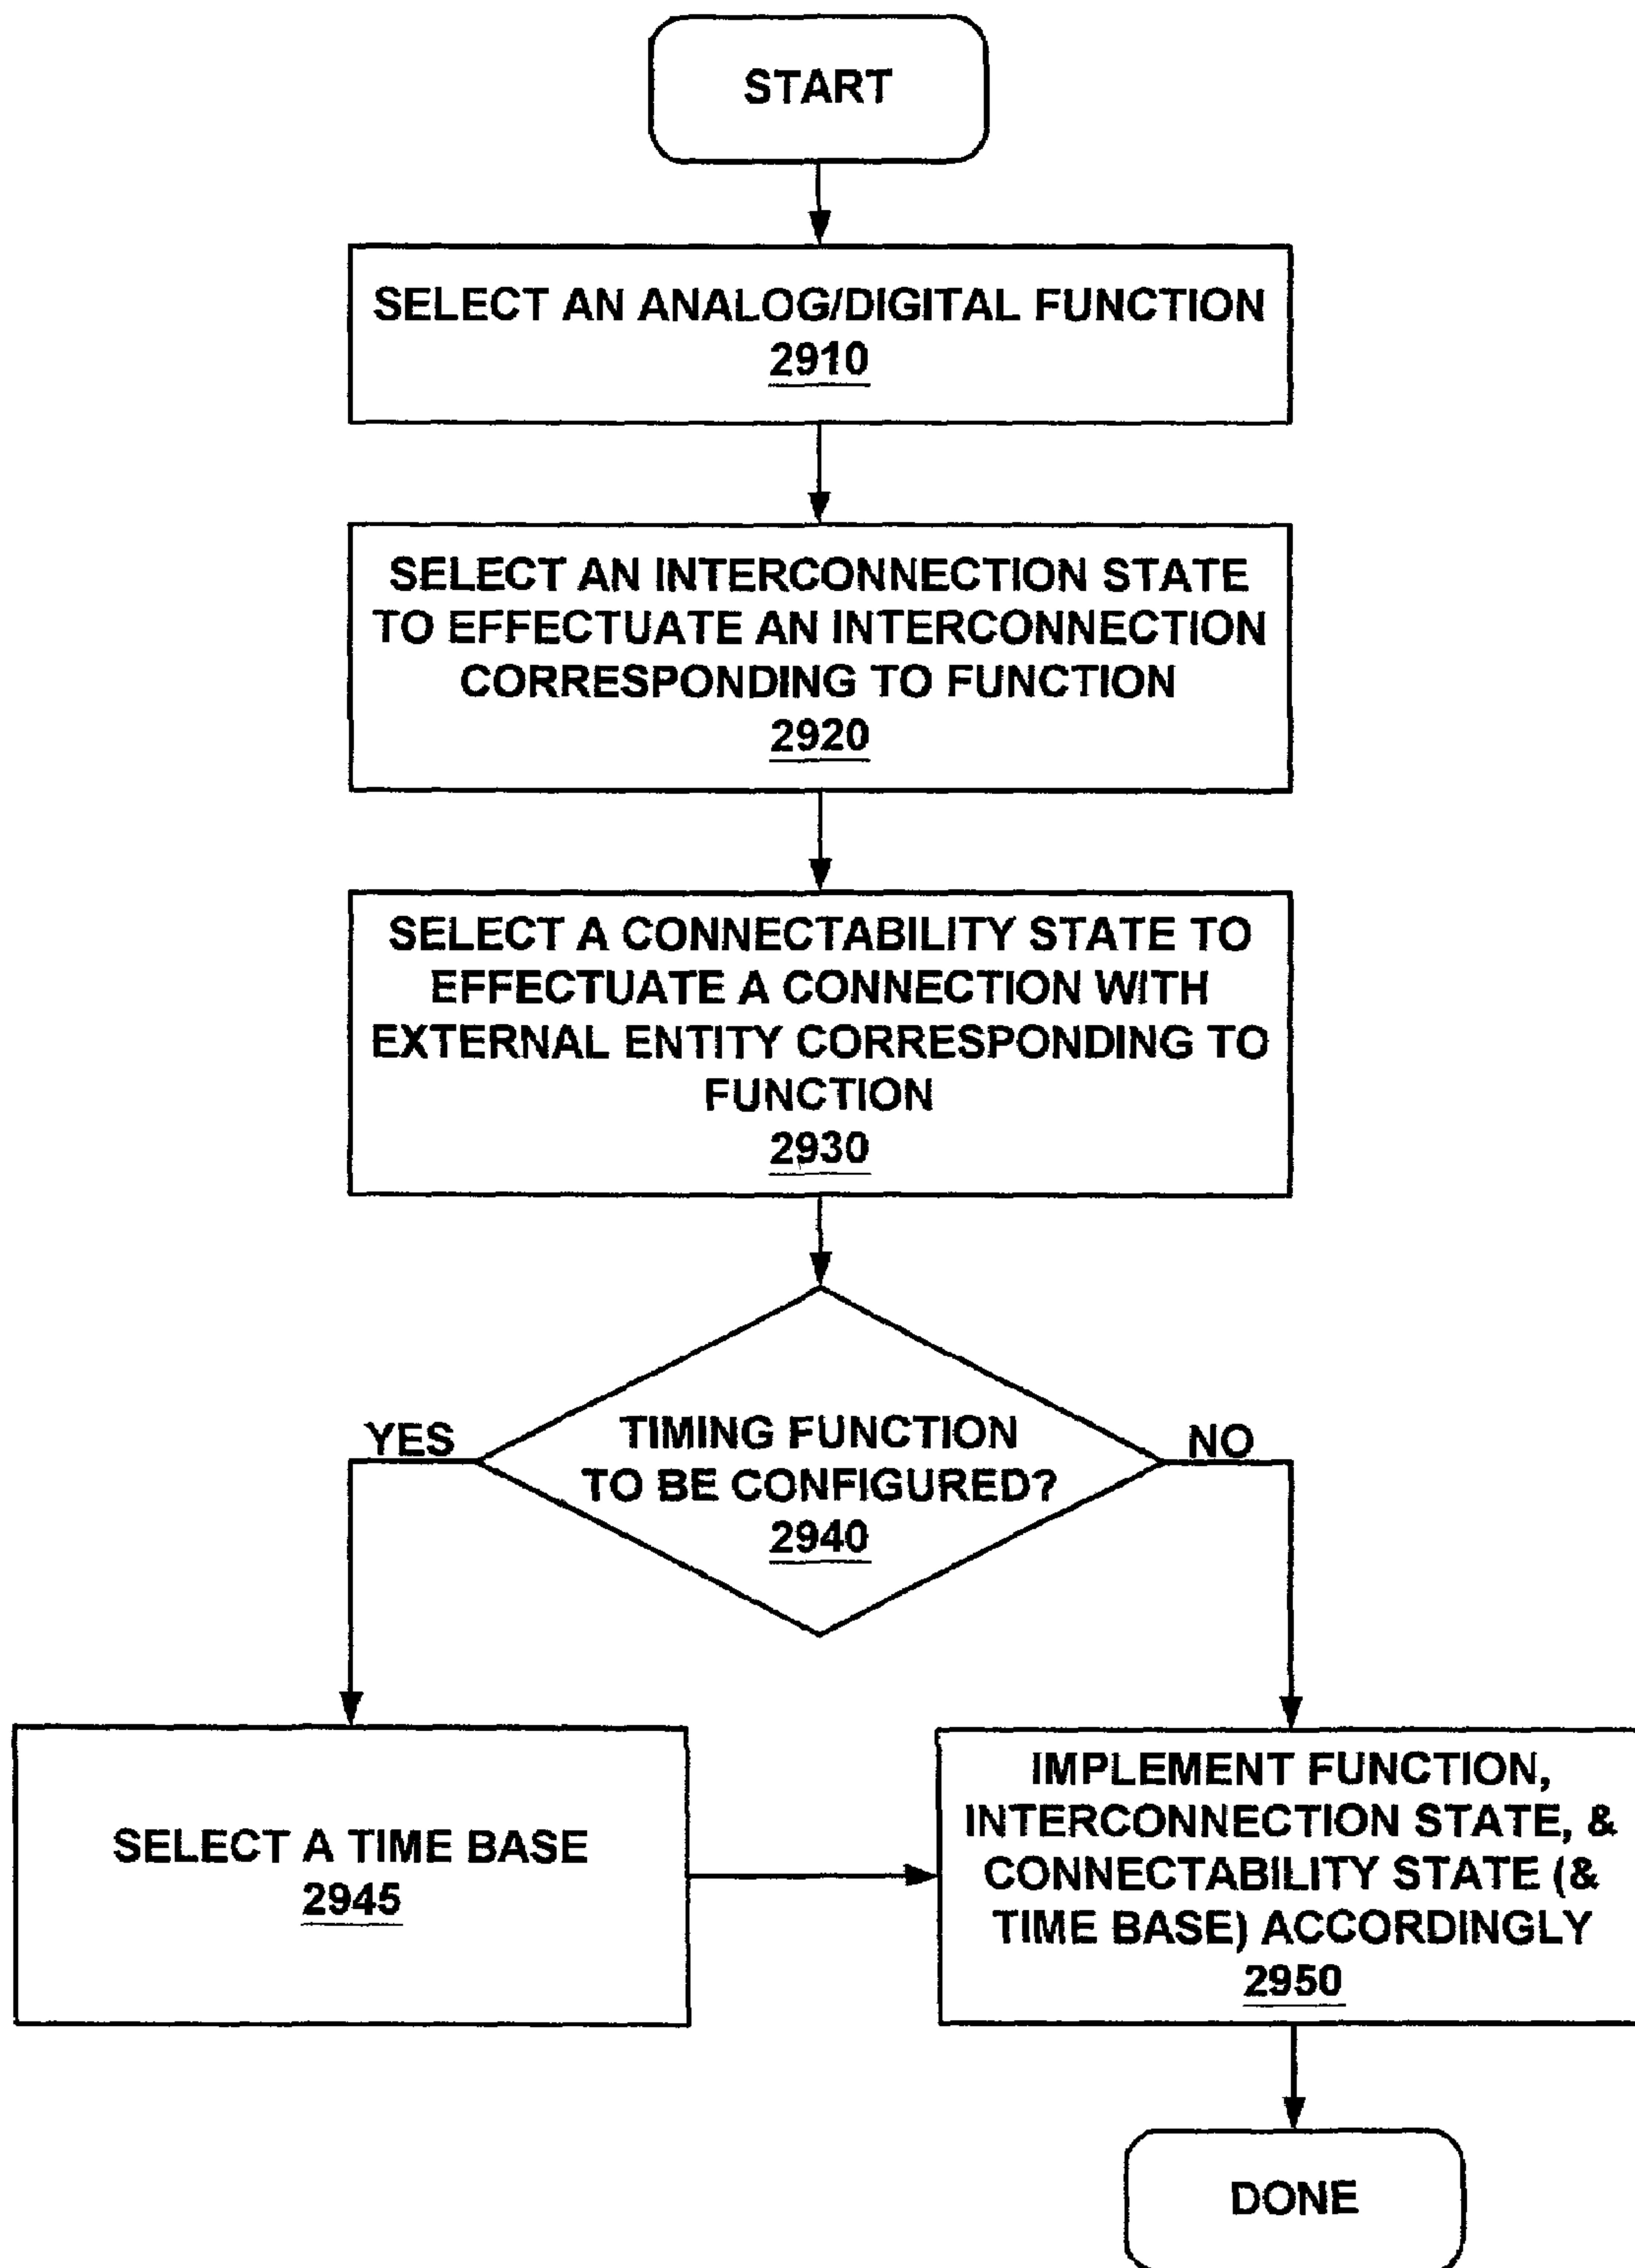 START
SELECT AN ANALOG/DIGITAL FUNCTION
2910
SELECT AN INTERCONNECTION STATE
TO EFFECTUATE AN INTERCONNECTION
CORRESPONDING TO FUNCTION
2920
SELECT A CONNECTABILITY STATE TO
EFFECTUATE A CONNECTION WITH
EXTERNAL ENTITY CORRESPONDING TO
FUNCTION
2930
YES
TIMING FUNCTION
TO BE CONFIGURED?
2940
NO
SELECT A TIME BASE
2945
IMPLEMENT FUNCTION,
INTERCONNECTION STATE, &
CONNECTABILITY STATE (&
TIME BASE) ACCORDINGLY
2950
DONE